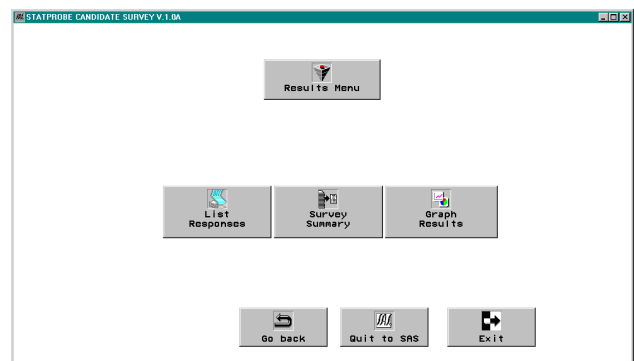 STATPROBE CANDIDATE SURVEY V.1.0A
Results Menu
List
Responses
Survey
Summary
Graph
Results
Go back
Quit to SAS
Exit